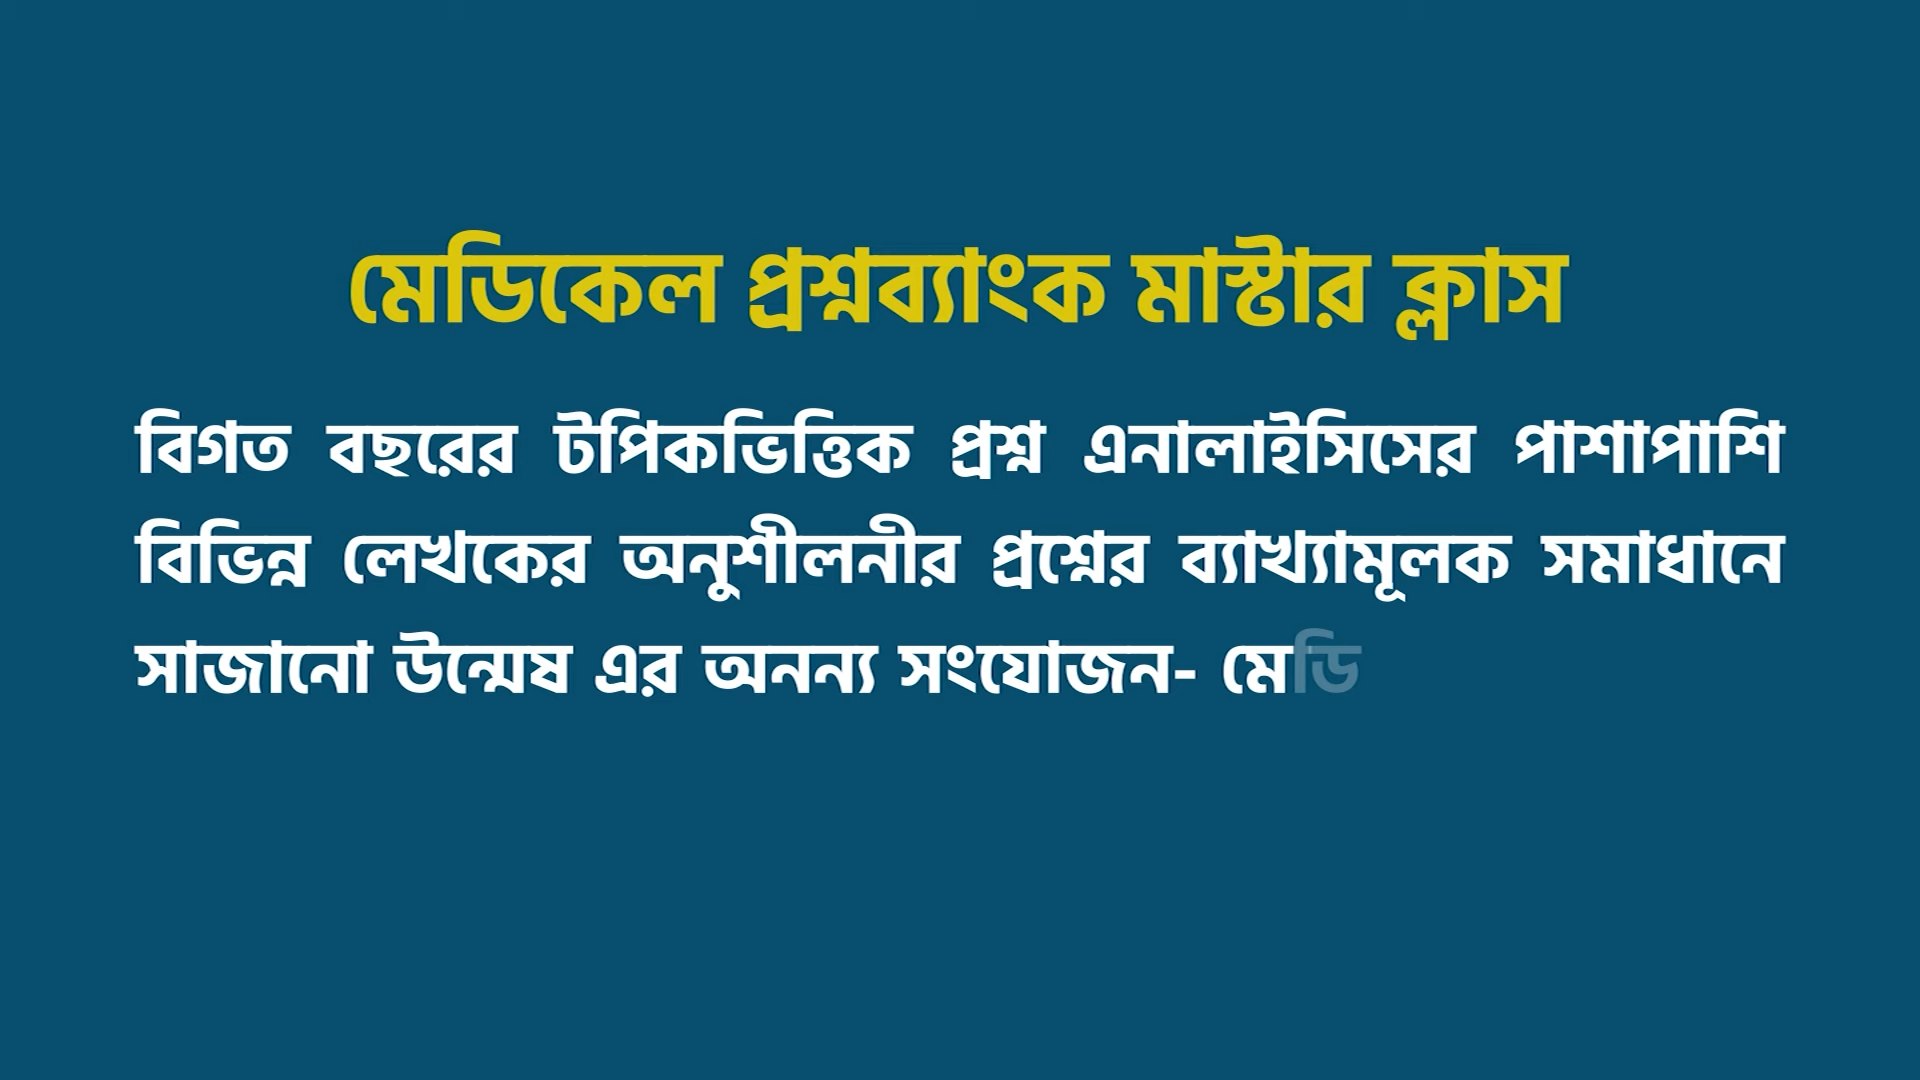 মেডিকেল প্রশ্নব্যাংক মাস্টার ক্লাস
বিগত বছরের টপিকভিত্তিক প্রশ্ন এনালাইসিসের পাশাপাশি
বিভিন্ন লেখকের অনুশীলনীর প্রশ্নের ব্যাখ্যামূলক সমাধানে
সাজানো উন্মেষ এর অনন্য সংযোজন- মেডি